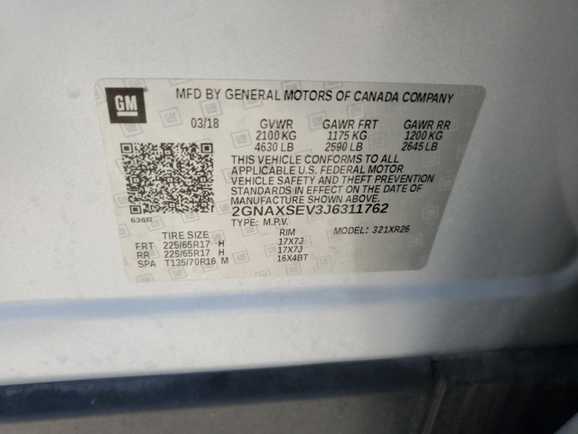 GM
MFD BY GENERAL MOTORS OF CANADA COMPANY
03/18 GVWR GAWR FRT GAWR RR
2100 KG 1175 KG 1200 KG
4630 LB 2590 LB 2645 LB
THIS VEHICLE CONFORMS TO ALL APPLICABLE
U.S. FEDERAL MOTOR
VEHICLE SAFETY AND THEFT PREVENTION
STANDARDS IN EFFECT ON THE DATE OF
MANUFACTURE SHOWN ABOVE.
2GNAXSEV3J6311762
TYPE: M.P.V. MODEL: 321XR26
TIRE SIZE RIM
FRT 225/65R17 H 17X7J
RR 225/65R17 H 17X7J
SPA T135/70R16 M 16X4BT